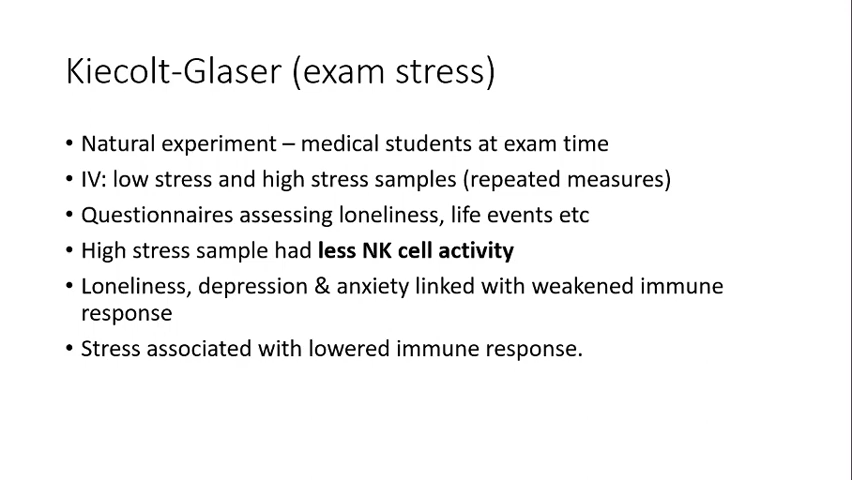 Kiecolt-Glaser (exam stress)
• Natural experiment – medical students at exam time
• IV: low stress and high stress samples (repeated measures)
• Questionnaires assessing loneliness, life events etc
• High stress sample had less NK cell activity
• Loneliness, depression & anxiety linked with weakened immune
response
• Stress associated with lowered immune response.